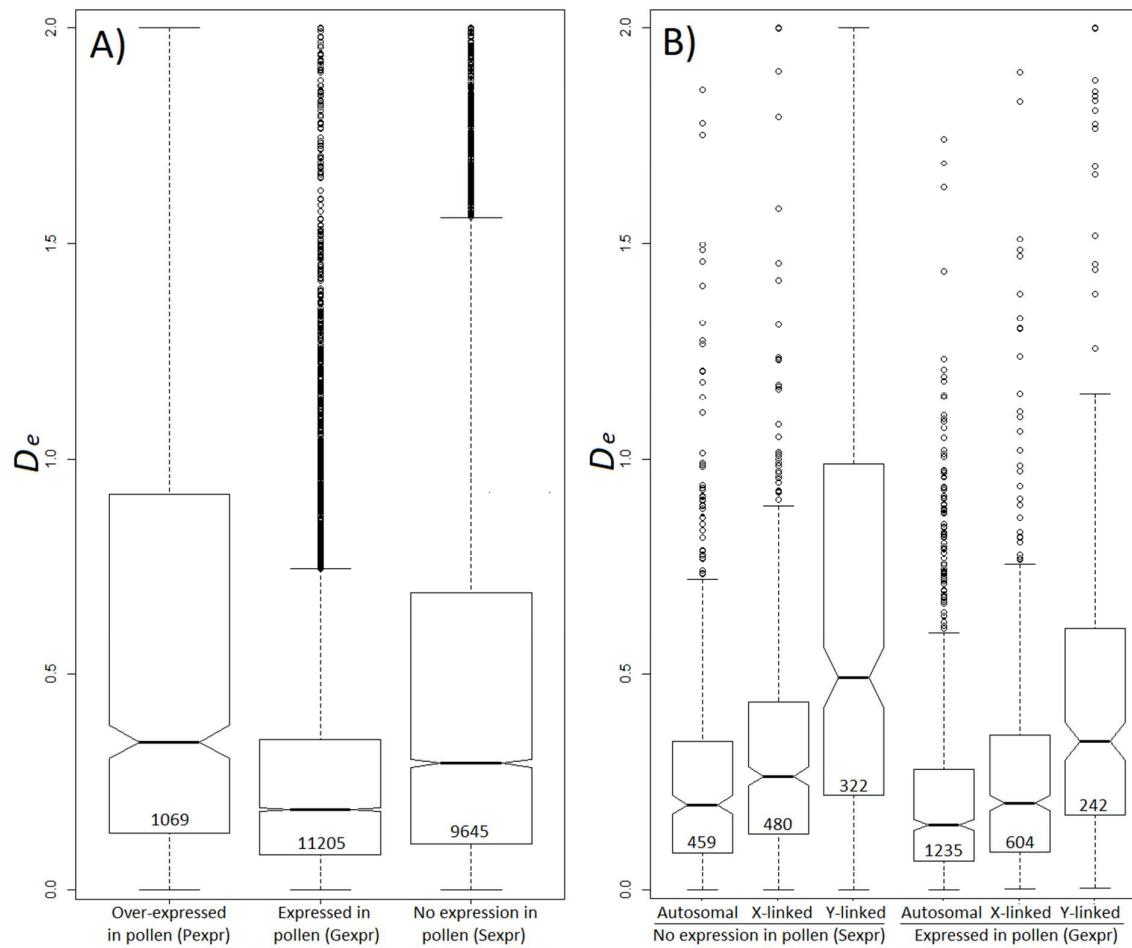 A)
B)
2.0
1.5
1.0
0.5
0.0
De
1069
11205
9645
Over-expressed
in pollen (Pexpr)
Expressed in
pollen (Gexpr)
No expression in
pollen (Sexpr)
2.0
1.5
1.0
0.5
0.0
De
459
480
322
1235
604
242
Autosomal X-linked Y-linked
No expression in pollen (Sexpr)
Autosomal X-linked Y-linked
Expressed in pollen (Gexpr)